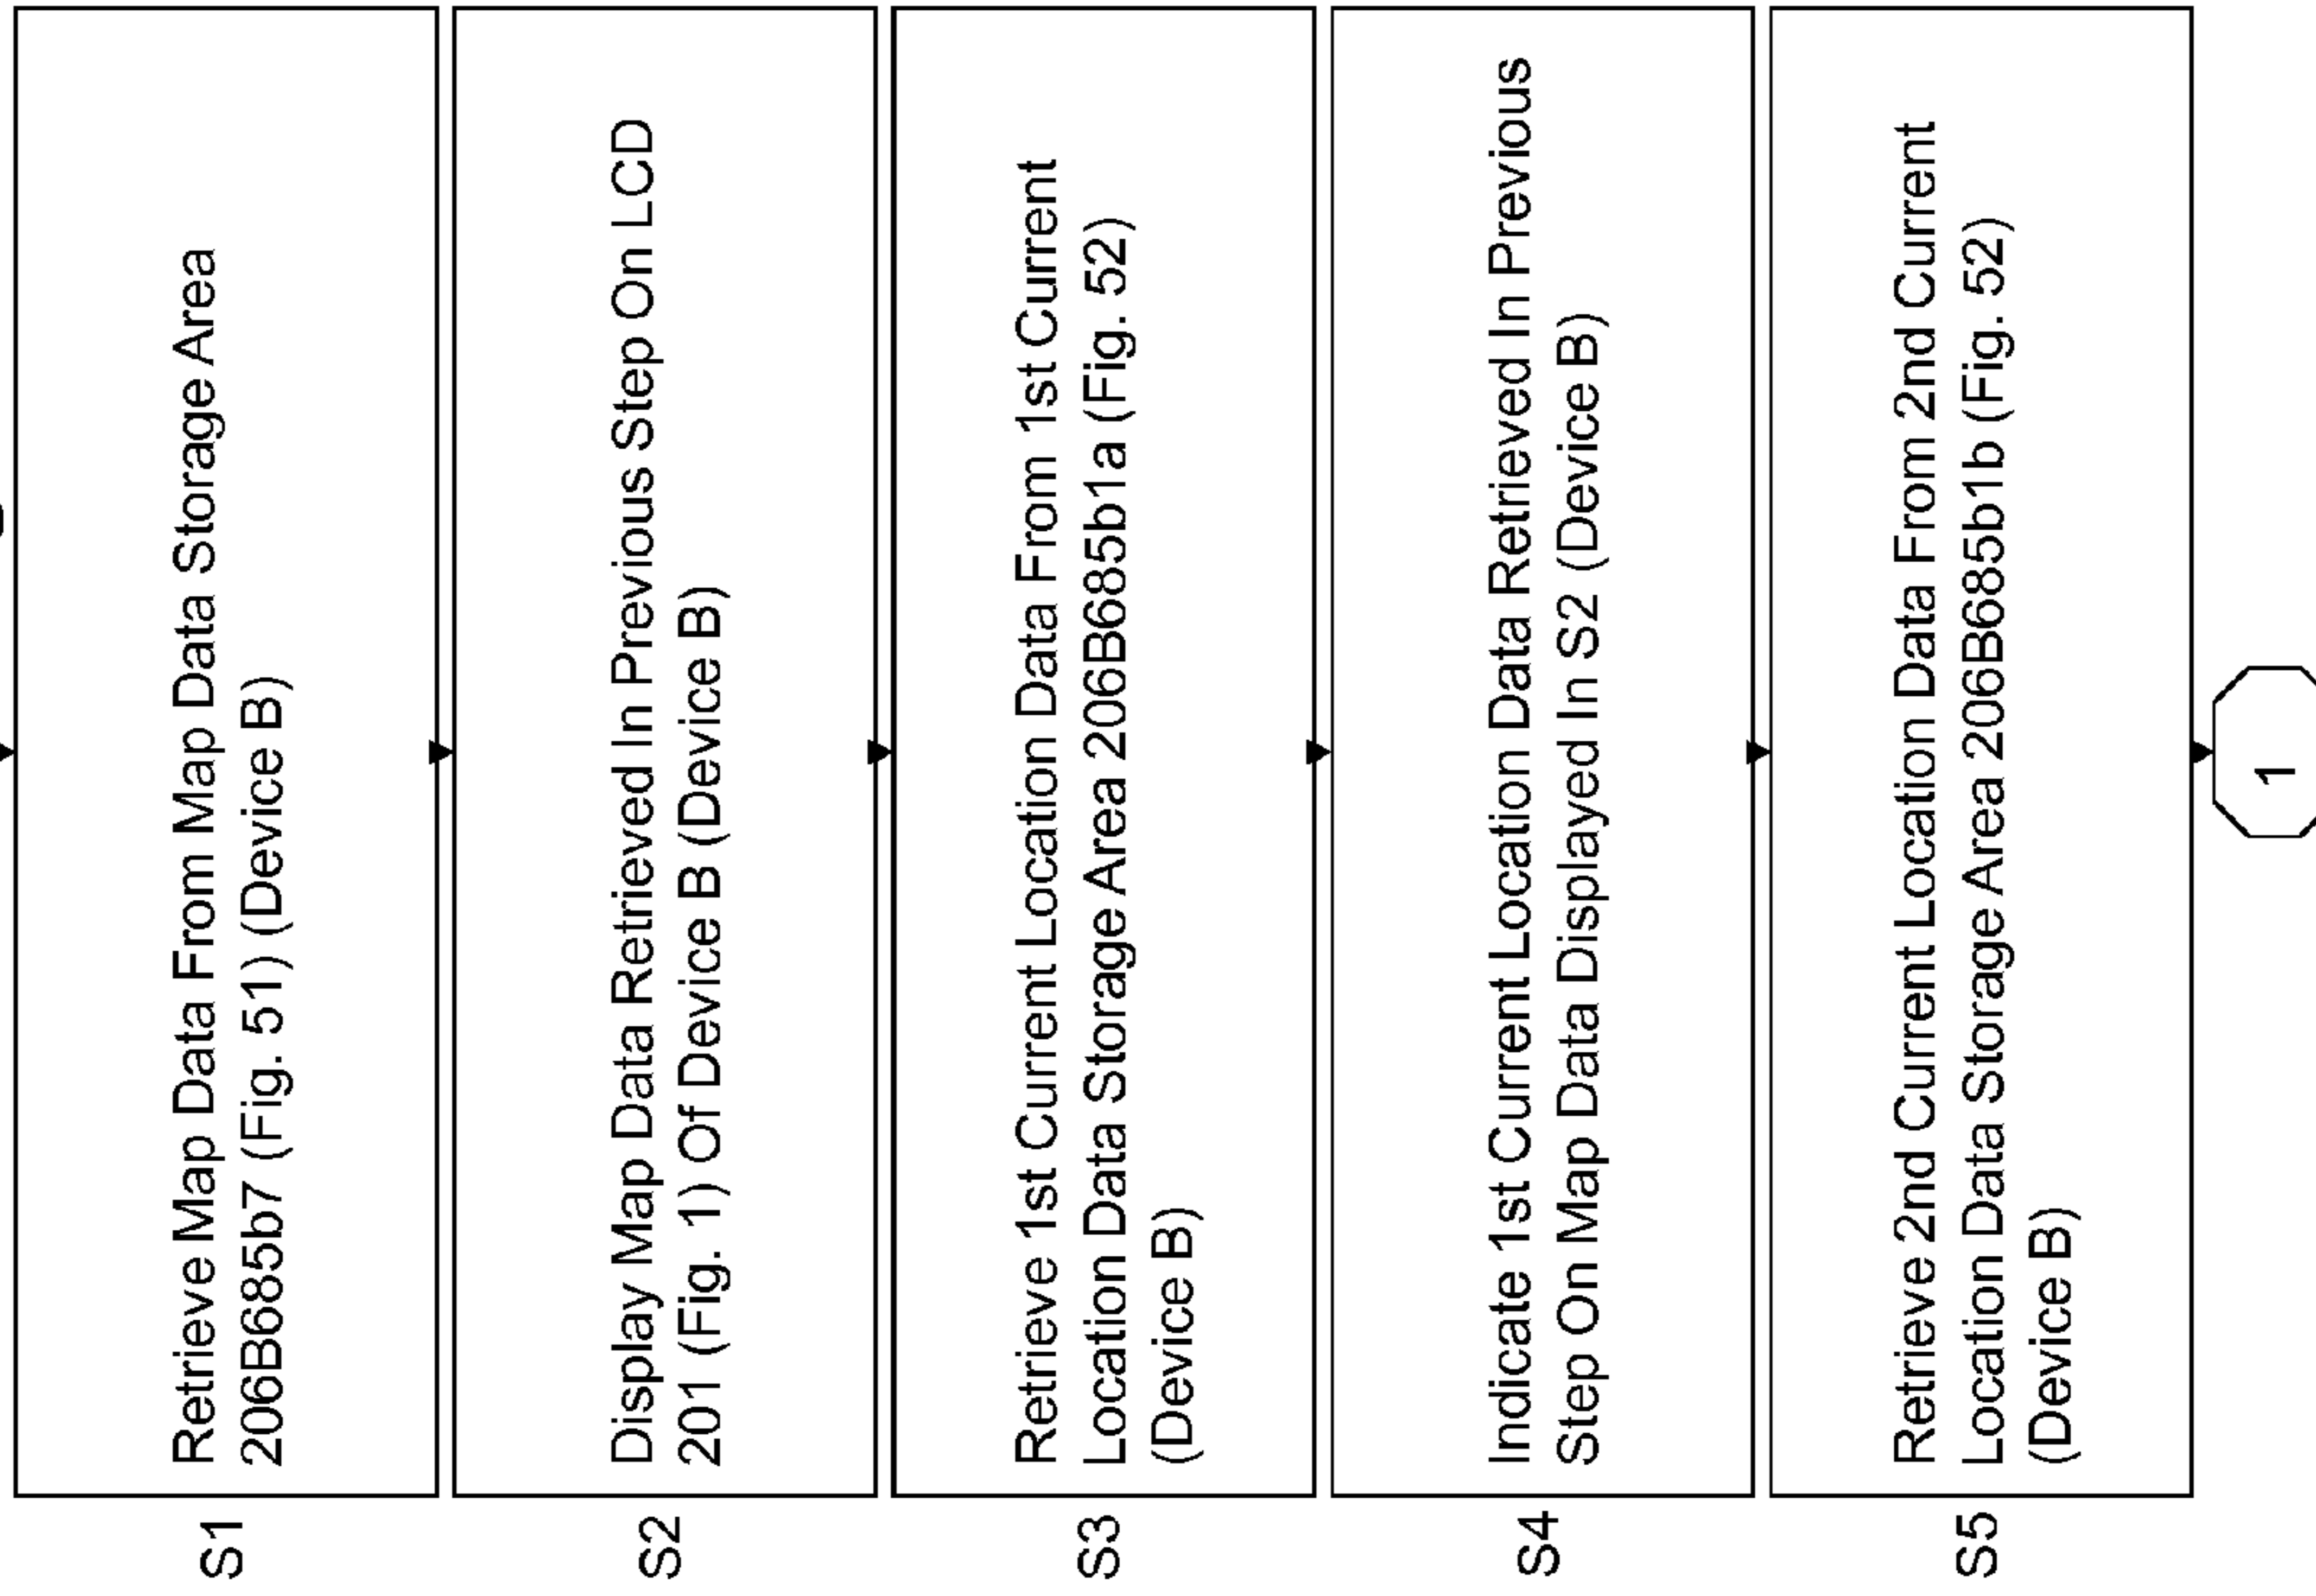 S1
Retrieve Map Data From Map Data Storage Area
206B685b7 (Fig. 51) (Device B)
S2
Display Map Data Retrieved In Previous Step On LCD
201 (Fig. 1) Of Device B (Device B)
S3
Retrieve 1st Current Location Data From 1st Current
Location Data Storage Area 206B685b1a (Fig. 52)
(Device B)
S4
Indicate 1st Current Location Data Retrieved In Previous
Step On Map Data Displayed In S2 (Device B)
S5
Retrieve 2nd Current Location Data From 2nd Current
Location Data Storage Area 206B685b1b (Fig. 52)
(Device B)
1